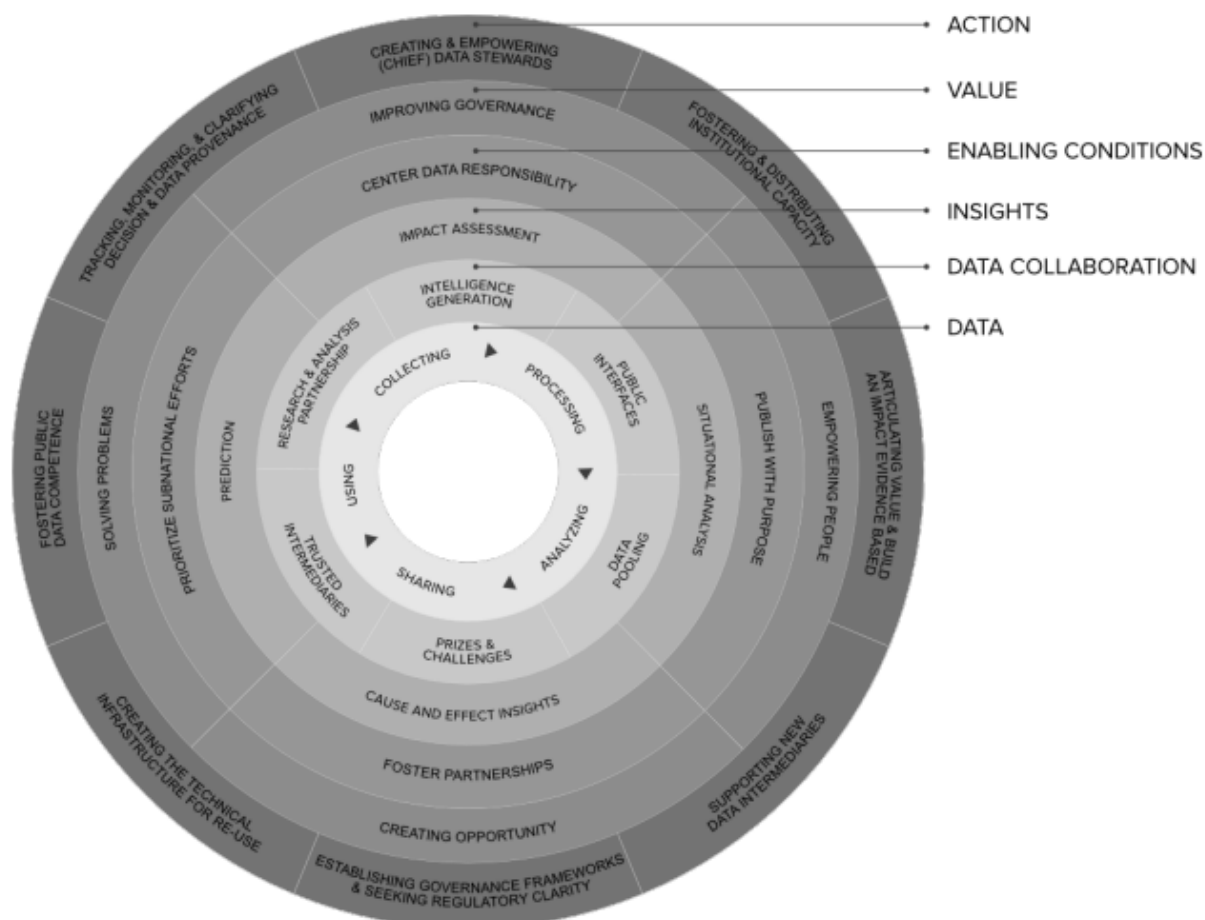 ACTION
VALUE
ENABLING CONDITIONS
INSIGHTS
DATA COLLABORATION
DATA
CREATING & EMPOWERING
(CHIEF) DATA STEWARDS
FOSTERING & DISTRIBUTING
INSTITUTIONAL CAPACITY
ARTICULATING VALUE & BUILD
AN IMPACT EVIDENCE BASED
SUPPORTING NEW
DATA INTERMEDIARIES
ESTABLISHING GOVERNANCE FRAMEWORKS
& SEEKING REGULATORY CLARITY
CREATING THE TECHNICAL
INFRASTRUCTURE FOR RE-USE
FOSTERING PUBLIC
DATA COMPETENCE
TRACKING, MONITORING, & CLARIFYING
DECISION & DATA PROVENANCE
IMPROVING GOVERNANCE
EMPOWERING PEOPLE
CREATING OPPORTUNITY
SOLVING PROBLEMS
CENTER DATA RESPONSIBILITY
PUBLISH WITH PURPOSE
FOSTER PARTNERSHIPS
PRIORITIZE SUBNATIONAL EFFORTS
IMPACT ASSESSMENT
SITUATIONAL ANALYSIS
CAUSE AND EFFECT INSIGHTS
PREDICTION
INTELLIGENCE
GENERATION
PUBLIC
INTERFACES
DATA
POOLING
PRIZES &
CHALLENGES
TRUSTED
INTERMEDIARIES
RESEARCH & ANALYSIS
PARTNERSHIP
COLLECTING
PROCESSING
ANALYZING
SHARING
USING